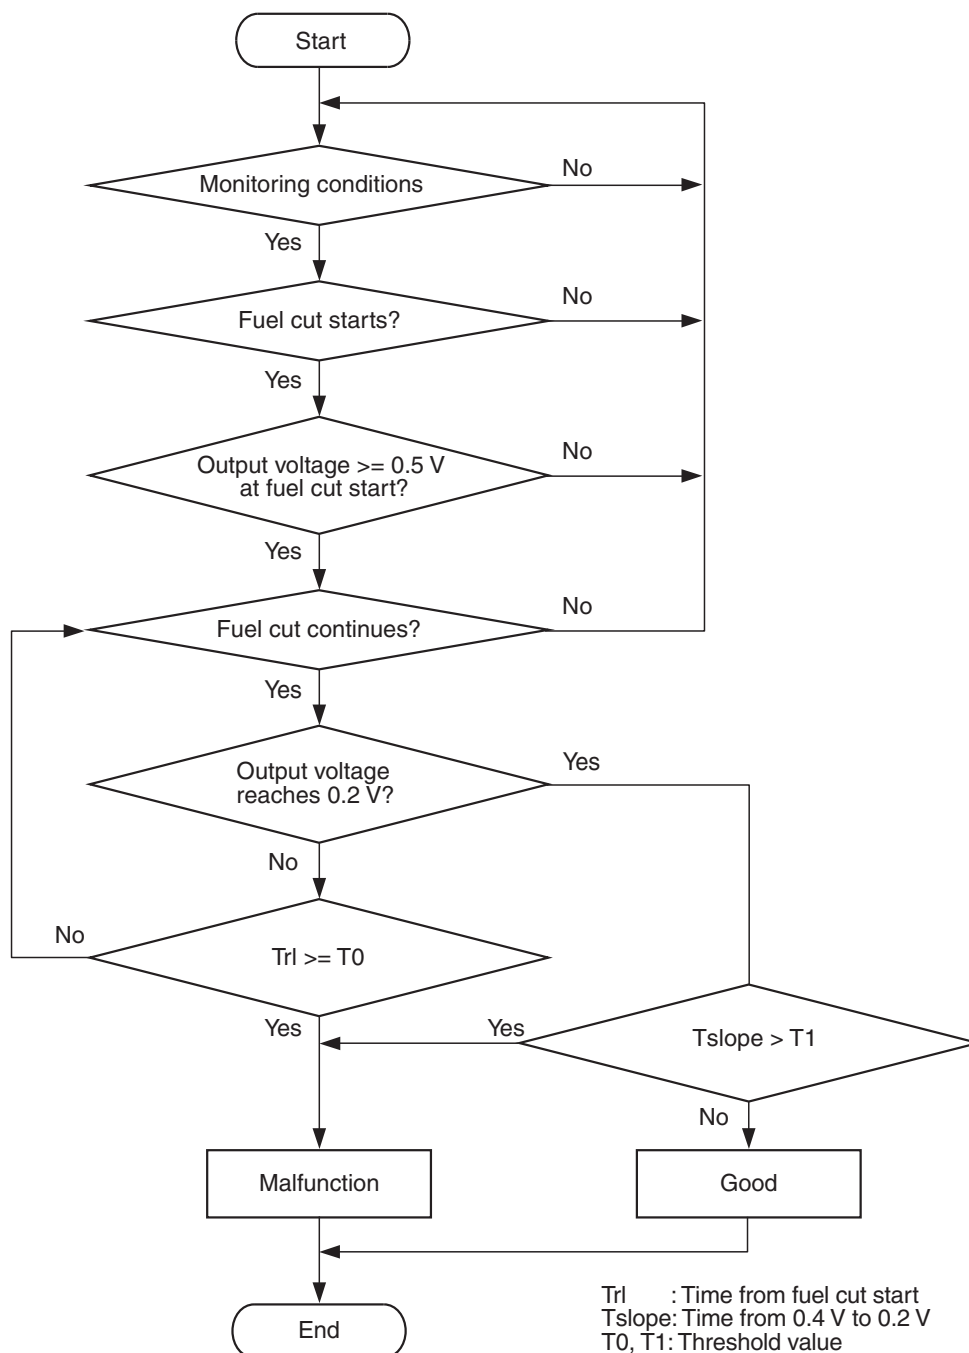 Start
Monitoring conditions
No
Yes
Fuel cut starts?
No
Yes
Output voltage >= 0.5 V
at fuel cut start?
No
Yes
Fuel cut continues?
No
Yes
Output voltage
reaches 0.2 V?
Yes
No
Trl >= T0
No
Yes
Tslope > T1
Yes
No
Malfunction
Good
End
Trl : Time from fuel cut start
Tslope: Time from 0.4 V to 0.2 V
T0, T1: Threshold value